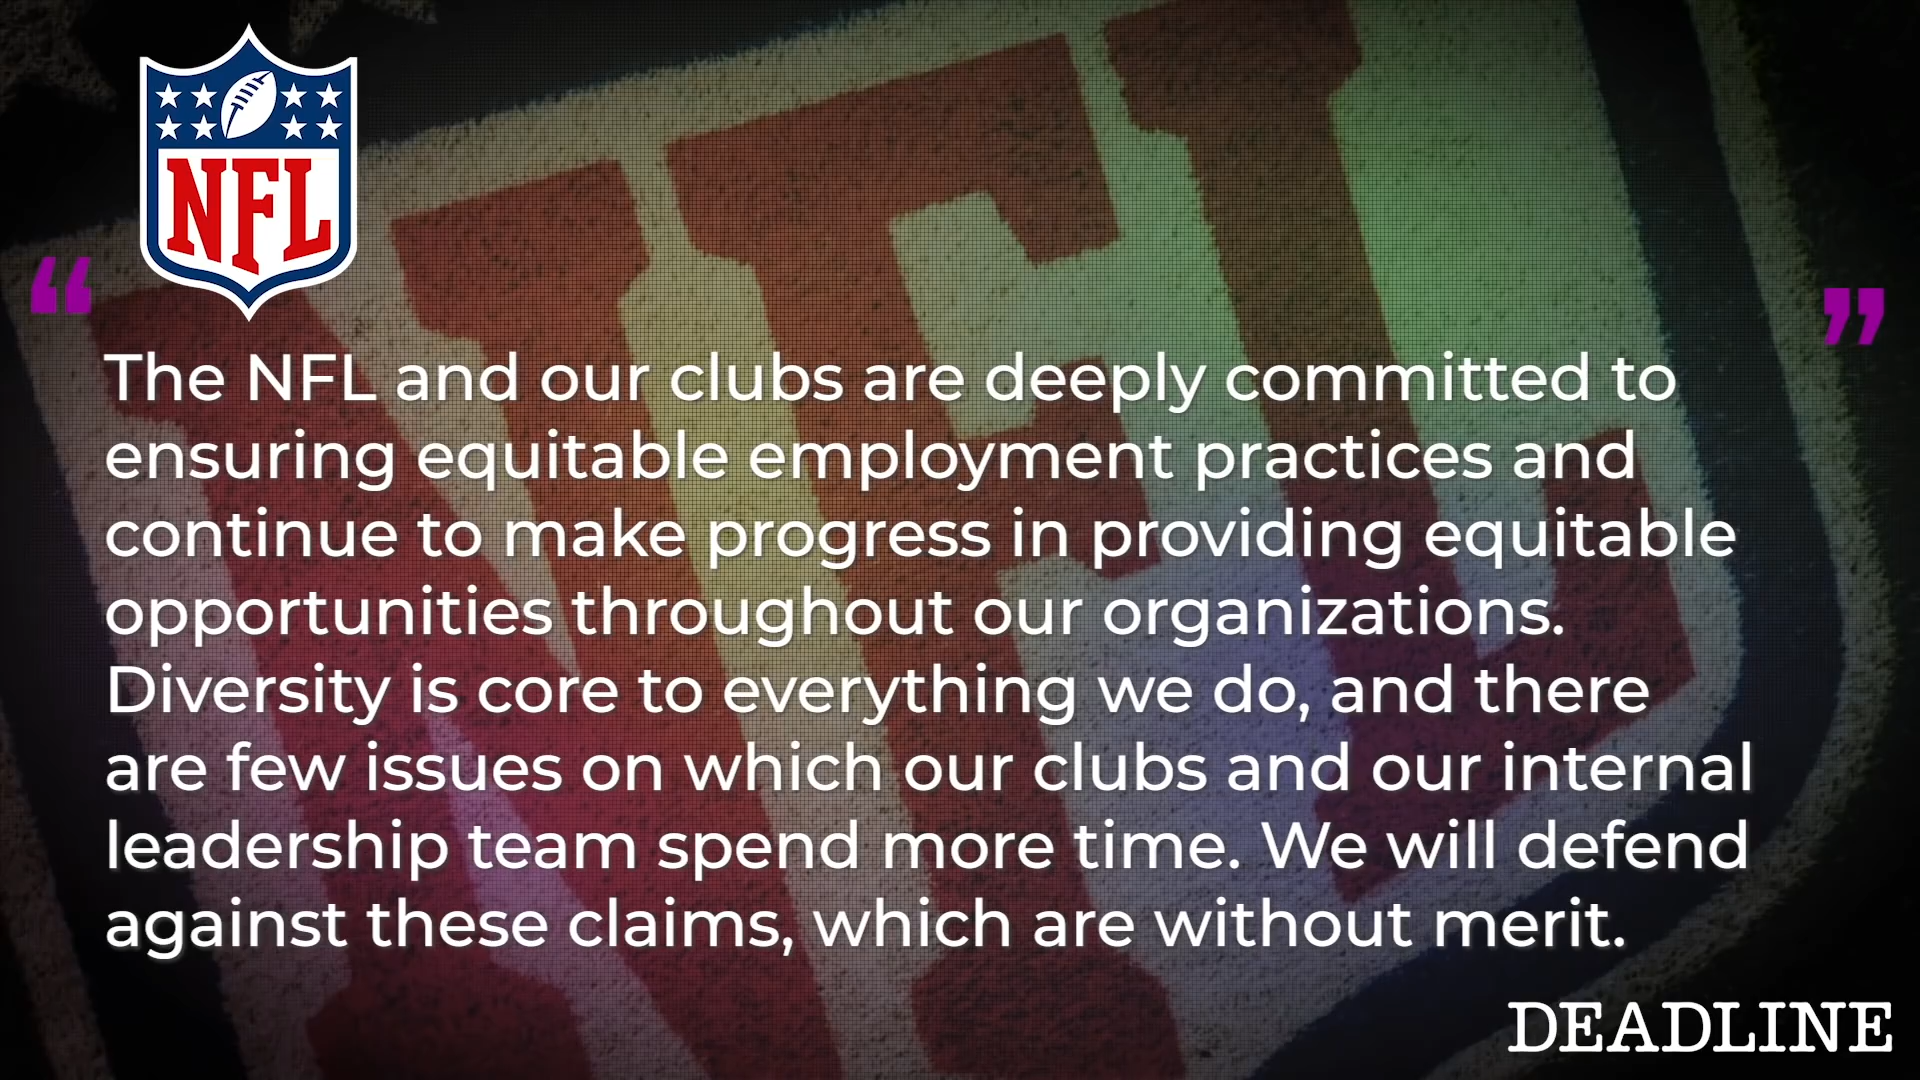 NFL
“
”
The NFL and our clubs are deeply committed to
ensuring equitable employment practices and
continue to make progress in providing equitable
opportunities throughout our organizations.
Diversity is core to everything we do, and there
are few issues on which our clubs and our internal
leadership team spend more time. We will defend
against these claims, which are without merit.
DEADLINE
NFL